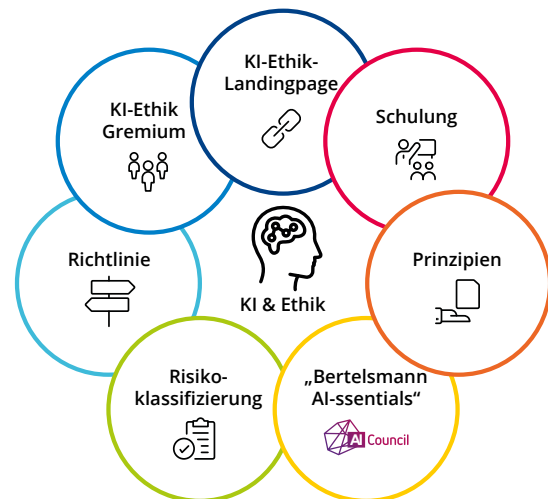 KI-Ethik-
Landingpage
KI-Ethik
Gremium
Schulung
Richtlinie
KI & Ethik
Prinzipien
Risiko-
klassifizierung
„Bertelsmann
AI-ssentials“
AI Council